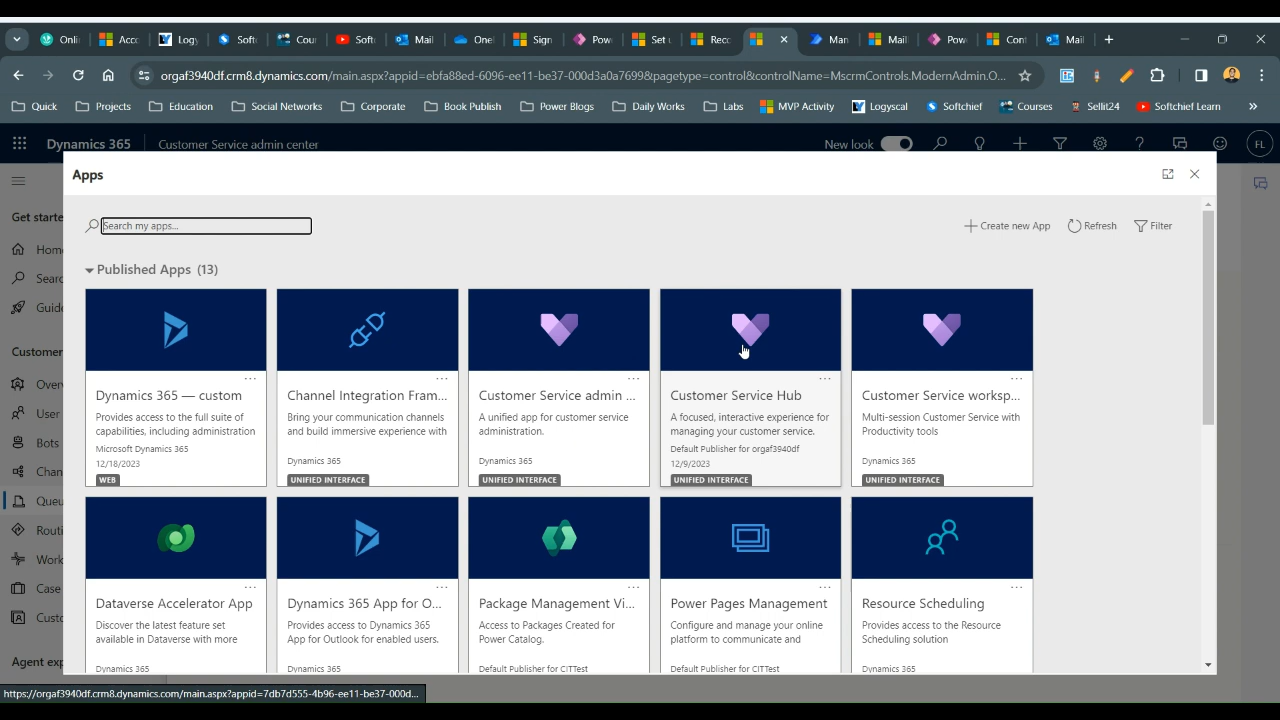 Onli
Acc
Logy
Soft
Cour
Soft
Mail
One
Sign
Pow
Set u
Rec
Man
Mail
Pow
Con
Mail
orgaf3940df.crm8.dynamics.com/main.aspx?appid=ebfa88ed-6096-ee11-be37-000d3a0a7699&pagetype=control&controlName=MscrmControls.ModernAdmin.O...
Quick Projects Education Social Networks Corporate Book Publish Power Blogs Daily Works Labs MVP Activity Logyscal Softchief Courses Sellit24 Softchief Learn »
Dynamics 365 Customer Service admin center New look FL
Apps
Search my apps...
Create new App Refresh Filter
Published Apps (13)
Dynamics 365 — custom
Provides access to the full suite of
capabilities, including administration
Microsoft Dynamics 365
12/18/2023
WEB
Channel Integration Fram...
Bring your communication channels
and build immersive experience with
Dynamics 365
UNIFIED INTERFACE
Customer Service admin ...
A unified app for customer service
administration.
Dynamics 365
UNIFIED INTERFACE
Customer Service Hub
A focused, interactive experience for
managing your customer service.
Default Publisher for orgaf3940df
12/9/2023
UNIFIED INTERFACE
Customer Service worksp...
Multi-session Customer Service with
Productivity tools
Dynamics 365
UNIFIED INTERFACE
Dataverse Accelerator App
Discover the latest feature set
available in Dataverse with more
Dynamics 365
Dynamics 365 App for O...
Provides access to Dynamics 365
App for Outlook for enabled users.
Dynamics 365
Package Management Vi...
Access to Packages Created for
Power Catalog.
Default Publisher for CITTest
Power Pages Management
Configure and manage your online
platform to communicate and
Default Publisher for CITTest
Resource Scheduling
Provides access to the Resource
Scheduling solution
Dynamics 365
Get starte
Hom
Searc
Guide
Customer
Over
User
Bots
Chan
Queu
Routi
Work
Case
Custo
Agent exp
https://orgaf3940df.crm8.dynamics.com/main.aspx?appid=7db7d555-4b96-ee11-be37-000d...